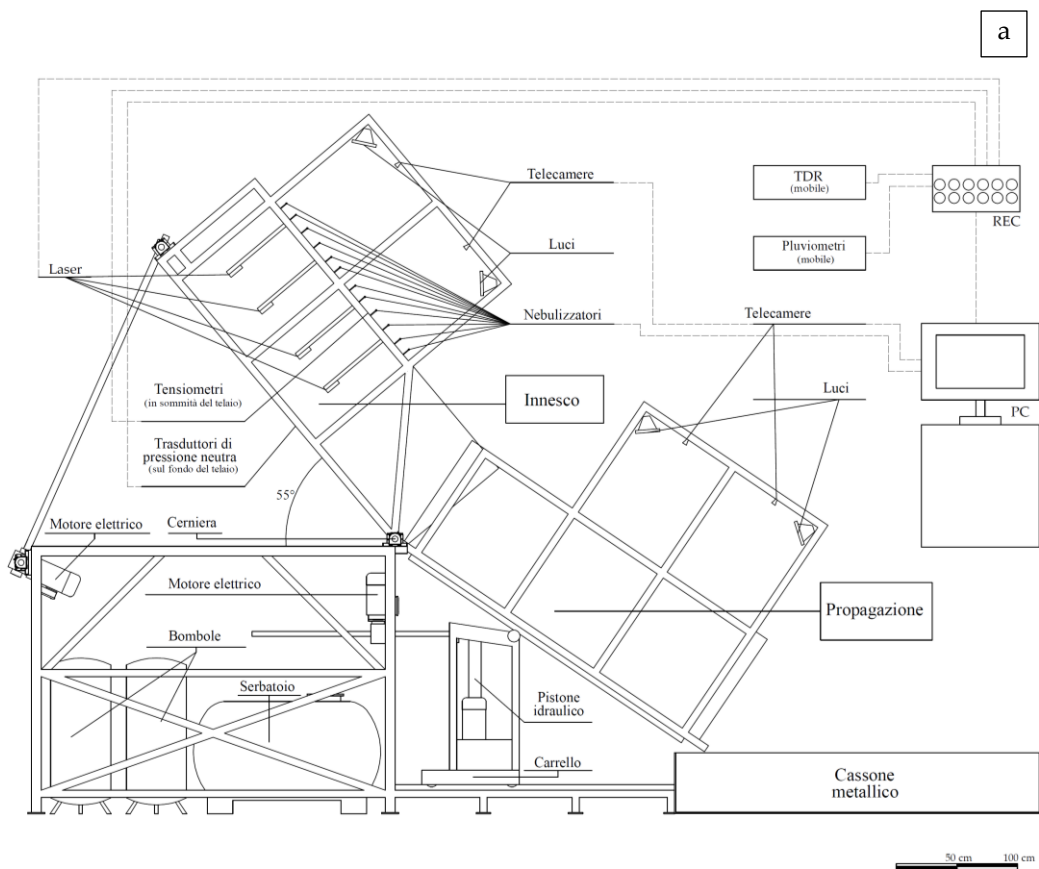 a
Telecamere
TDR
(mobile)
REC
Luci
Pluviometri
(mobile)
Laser
Nebulizzatori
Telecamere
Tensiometri
(in sommità del telaio)
Innesco
Luci
PC
Trasduttori di
pressione neutra
(sul fondo del telaio)
55°
Motore elettrico
Cerniera
Motore elettrico
Propagazione
Bombole
Serbatoio
Pistone
idraulico
Carrello
Cassone
metallico
50 cm
100 cm